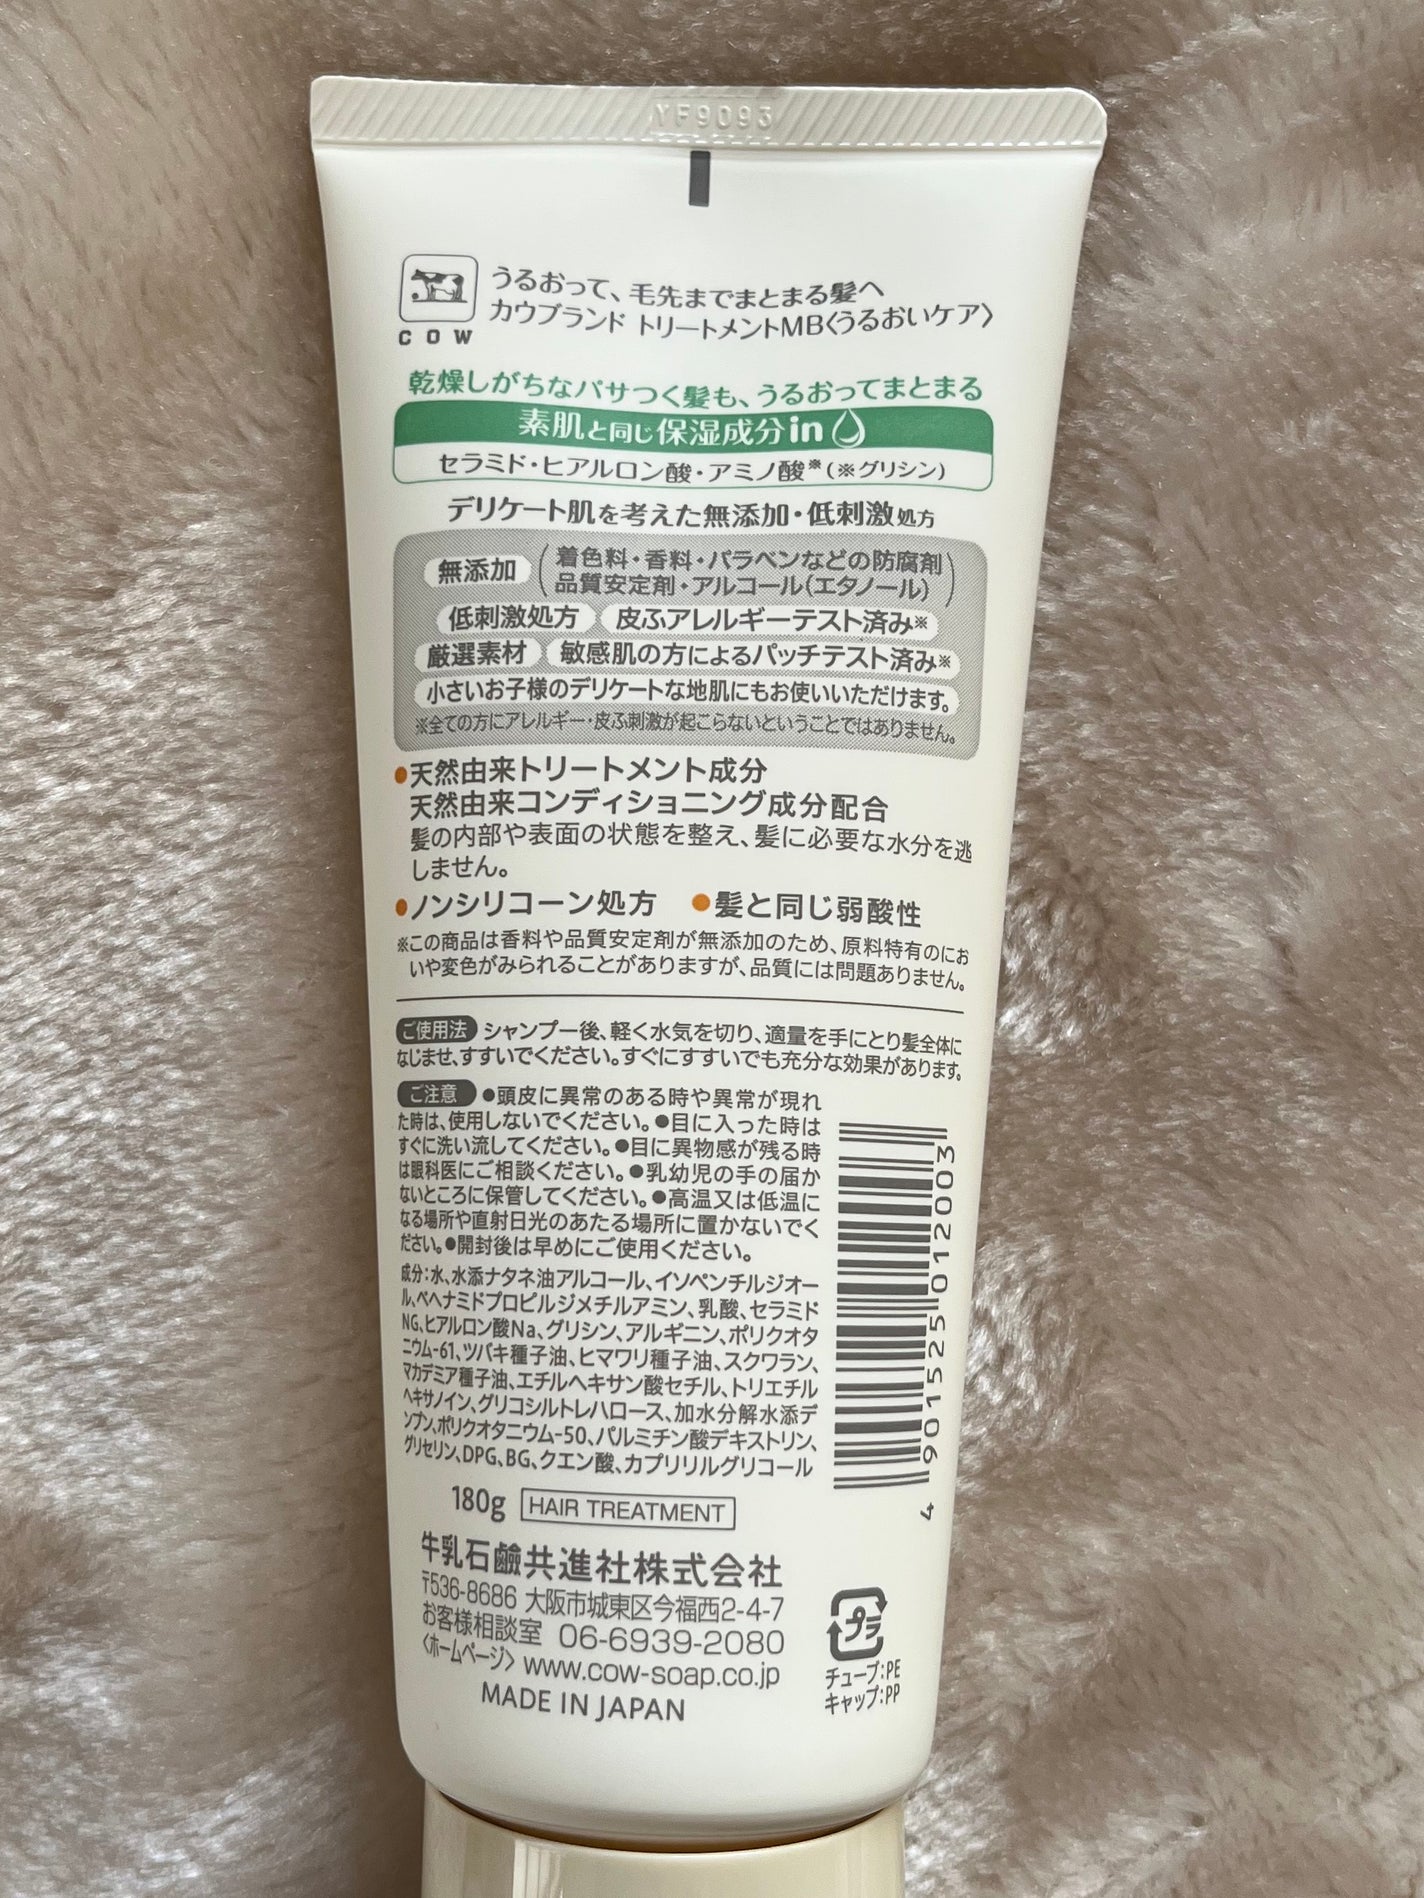 YF9093
COW
うるおって、毛先までまとまる髪へ
カウブランド トリートメントMB〈うるおいケア〉
乾燥しがちなパサつく髪も、うるおってまとまる
素肌と同じ保湿成分in
セラミド・ヒアルロン酸・アミノ酸※(※グリシン)
デリケート肌を考えた無添加・低刺激処方
無添加(着色料・香料・パラベンなどの防腐剤
品質安定剤・アルコール(エタノール))
低刺激処方 皮ふアレルギーテスト済み※
厳選素材 敏感肌の方によるパッチテスト済み※
小さいお子様のデリケートな地肌にもお使いいただけます。
※全ての方にアレルギー・皮ふ刺激が起こらないということではありません。
●天然由来トリートメント成分
天然由来コンディショニング成分配合
髪の内部や表面の状態を整え、髪に必要な水分を逃
しません。
●ノンシリコーン処方 ●髪と同じ弱酸性
※この商品は香料や品質安定剤が無添加のため、原料特有のにお
いや変色がみられることがありますが、品質には問題ありません。
ご使用法 シャンプー後、軽く水気を切り、適量を手にとり髪全体に
なじませ、すすいでください。すぐにすすいでも充分な効果があります。
ご注意 ●頭皮に異常のある時や異常が現れ
た時は、使用しないでください。●目に入った時は
すぐに洗い流してください。●目に異物感が残る時
は眼科医にご相談ください。●乳幼児の手の届か
ないところに保管してください。●高温又は低温に
なる場所や直射日光のあたる場所に置かないでく
ださい。●開封後は早めにご使用ください。
成分:水、水添ナタネ油アルコール、イソペンチルジオー
ル、ベヘナミドプロピルジメチルアミン、乳酸、セラミド
NG、ヒアルロン酸Na、グリシン、アルギニン、ポリクオタ
ニウム-61、ツバキ種子油、ヒマワリ種子油、スクワラン、
マカデミア種子油、エチルヘキサン酸セチル、トリエチル
ヘキサノイン、グリコシルトレハロース、加水分解水添デ
ンプン、ポリクオタニウム-50、パルミチン酸デキストリン、
グリセリン、DPG、BG、クエン酸、カプリリルグリコール
4 901525 012003
180g HAIR TREATMENT
牛乳石鹼共進社株式会社
〒536-8686 大阪市城東区今福西2-4-7
お客様相談室 06-6939-2080
〈ホームページ〉www.cow-soap.co.jp
MADE IN JAPAN
プラ
チューブ:PE
キャップ:PP